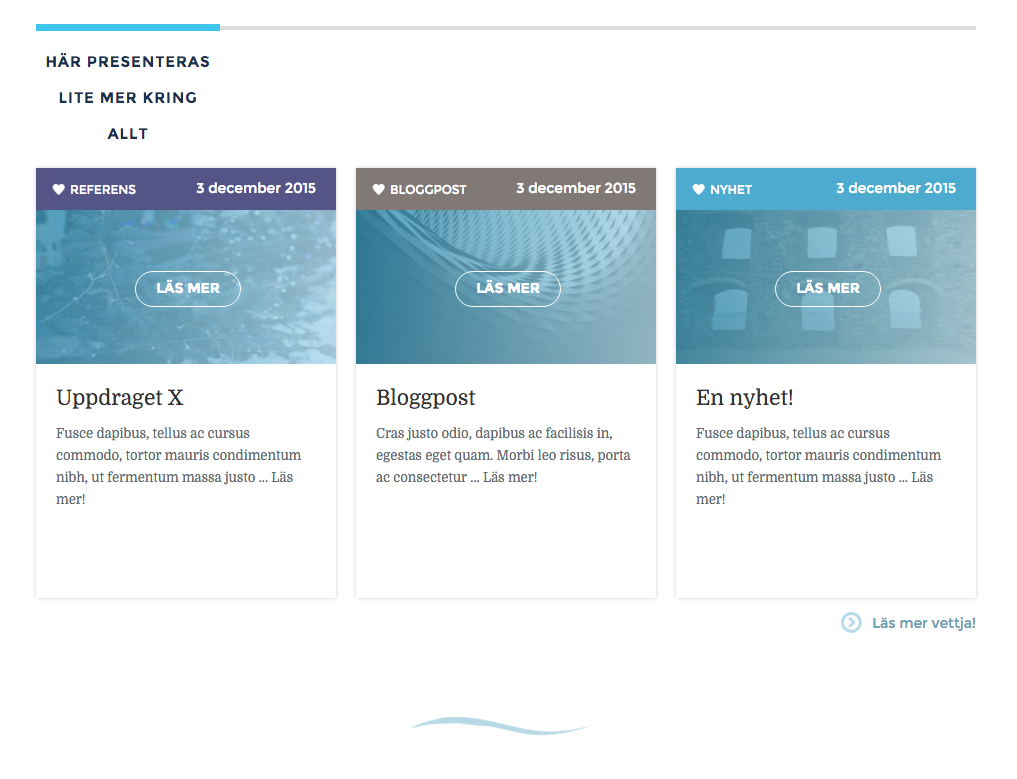 HÄR PRESENTERAS
LITE MER KRING
ALLT
REFERENS 3 december 2015
LÄS MER
Uppdraget X
Fusce dapibus, tellus ac cursus
commodo, tortor mauris condimentum
nibh, ut fermentum massa justo ... Läs
mer!
BLOGGPOST 3 december 2015
LÄS MER
Bloggpost
Cras justo odio, dapibus ac facilisis in,
egestas eget quam. Morbi leo risus, porta
ac consectetur ... Läs mer!
NYHET 3 december 2015
LÄS MER
En nyhet!
Fusce dapibus, tellus ac cursus
commodo, tortor mauris condimentum
nibh, ut fermentum massa justo ... Läs
mer!
Läs mer vettja!